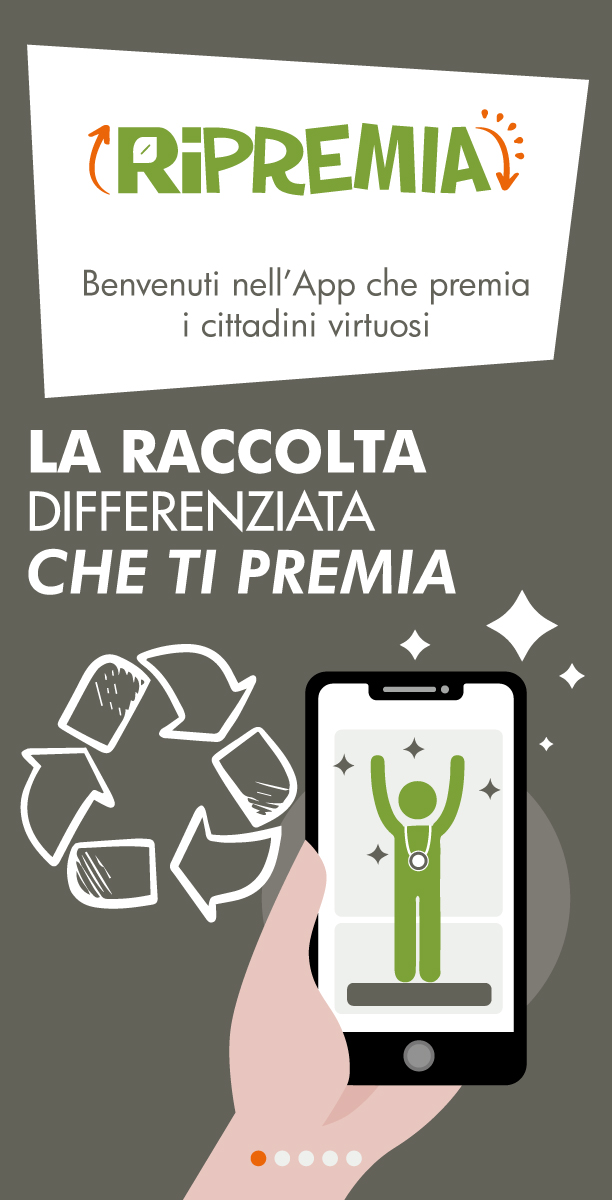 RiPREMIA
Benvenuti nell'App che premia
i cittadini virtuosi
LA RACCOLTA
DIFFERENZIATA
CHE TI PREMIA